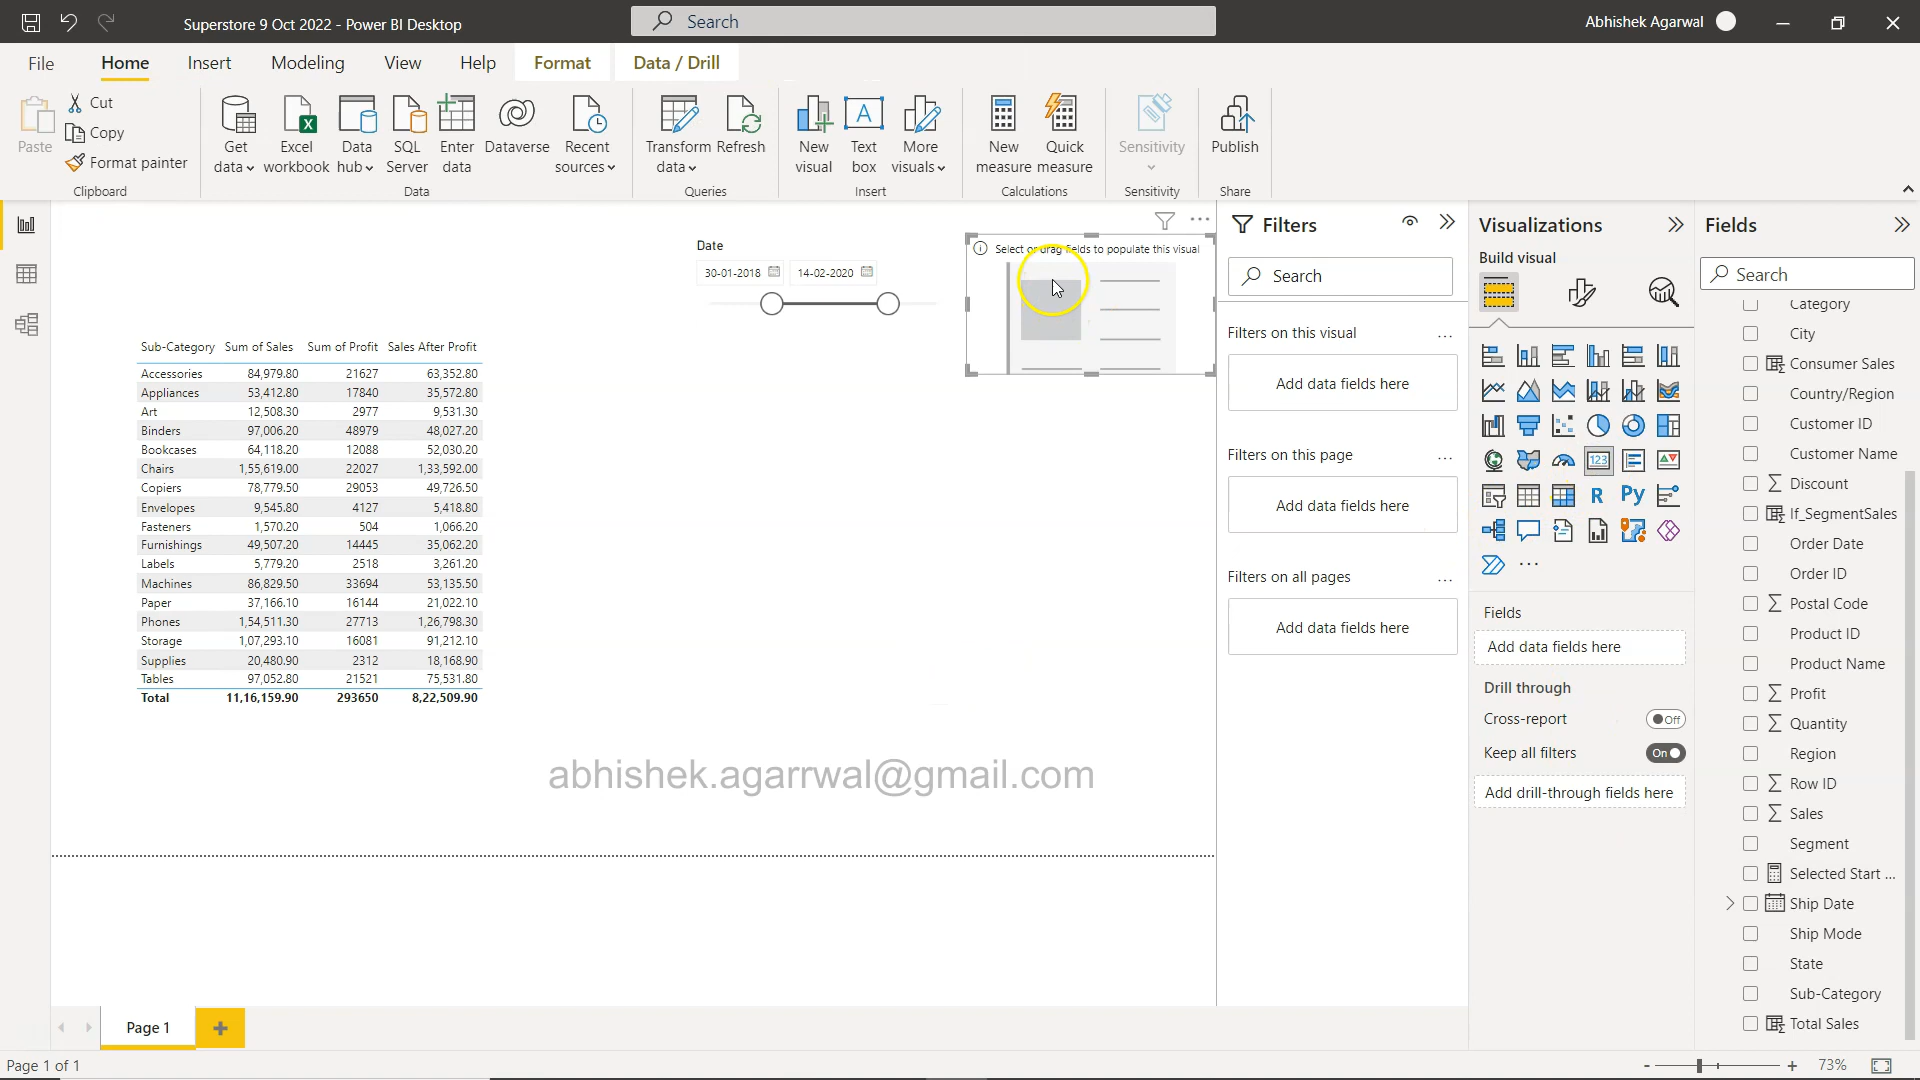 Superstore 9 Oct 2022 - Power BI Desktop
Search
Abhishek Agarwal
File
Home
Insert
Modeling
View
Help
Format
Data / Drill
Paste
Cut
Copy
Format painter
Clipboard
Get data
Excel workbook
Data hub
SQL Server
Enter data
Dataverse
Recent sources
Data
Transform data
Refresh
Queries
New visual
Text box
More visuals
Insert
New measure
Quick measure
Calculations
Sensitivity
Sensitivity
Publish
Share
Date
30-01-2018
14-02-2020
Select or drag fields to populate this visual
Sub-Category Sum of Sales Sum of Profit Sales After Profit
Accessories 84,979.80 21627 63,352.80
Appliances 53,412.80 17840 35,572.80
Art 12,508.30 2977 9,531.30
Binders 97,006.20 48979 48,027.20
Bookcases 64,118.20 12088 52,030.20
Chairs 1,55,619.00 22027 1,33,592.00
Copiers 78,779.50 29053 49,726.50
Envelopes 9,545.80 4127 5,418.80
Fasteners 1,570.20 504 1,066.20
Furnishings 49,507.20 14445 35,062.20
Labels 5,779.20 2518 3,261.20
Machines 86,829.50 33694 53,135.50
Paper 37,166.10 16144 21,022.10
Phones 1,54,511.30 27713 1,26,798.30
Storage 1,07,293.10 16081 91,212.10
Supplies 20,480.90 2312 18,168.90
Tables 97,052.80 21521 75,531.80
Total 11,16,159.90 293650 8,22,509.90
abhishek.agarrwal@gmail.com
Filters
Search
Filters on this visual ...
Add data fields here
Filters on this page ...
Add data fields here
Filters on all pages ...
Add data fields here
Visualizations
Build visual
123
R
Py
...
Fields
Add data fields here
Drill through
Cross-report Off
Keep all filters On
Add drill-through fields here
Fields
Search
Category
City
Consumer Sales
Country/Region
Customer ID
Customer Name
Discount
If_SegmentSales
Order Date
Order ID
Postal Code
Product ID
Product Name
Profit
Quantity
Region
Row ID
Sales
Segment
Selected Start ...
Ship Date
Ship Mode
State
Sub-Category
Total Sales
Page 1
Page 1 of 1
- + 73%